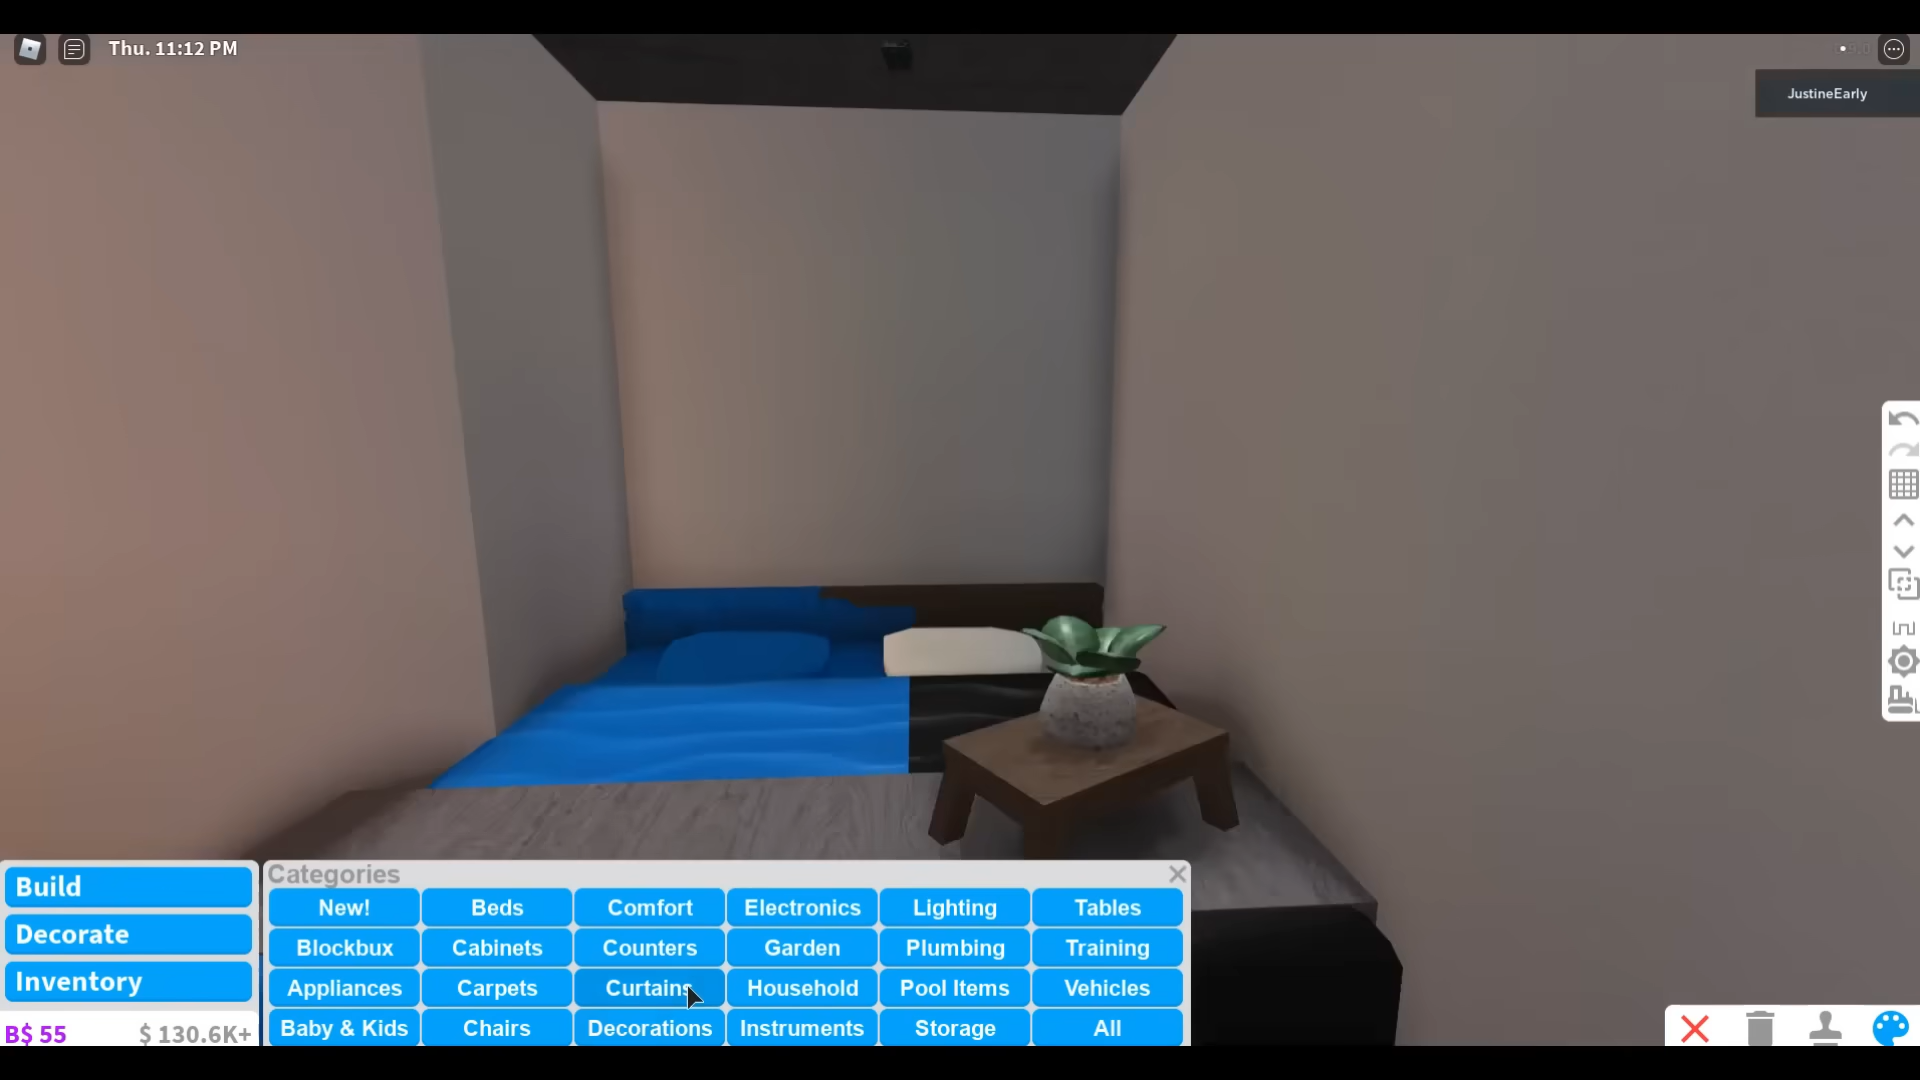 Thu. 11:12 PM
JustineEarly
Build
Decorate
Inventory
B$ 55
$ 130.6K+
Categories
New! Beds Comfort Electronics Lighting Tables
Blockbux Cabinets Counters Garden Plumbing Training
Appliances Carpets Curtains Household Pool Items Vehicles
Baby & Kids Chairs Decorations Instruments Storage All